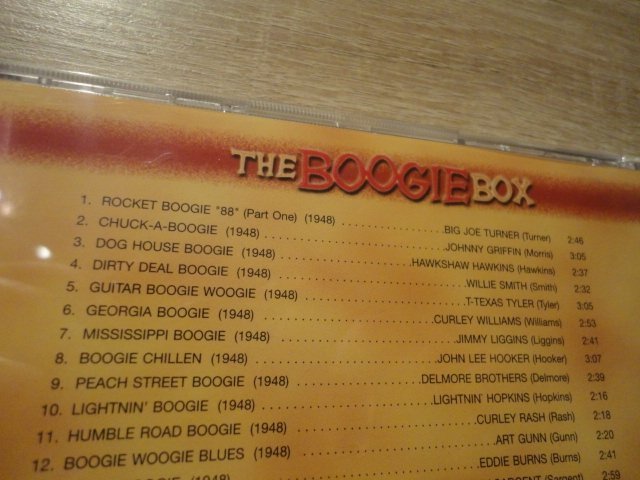 THE BOOGIE BOX
1. ROCKET BOOGIE "88" (Part One) (1948) BIG JOE TURNER (Turner) 2:46
2. CHUCK-A-BOOGIE (1948) JOHNNY GRIFFIN (Morris) 3:05
3. DOG HOUSE BOOGIE (1948) HAWKSHAW HAWKINS (Hawkins) 2:37
4. DIRTY DEAL BOOGIE (1948) WILLIE SMITH (Smith) 2:32
5. GUITAR BOOGIE WOOGIE (1948) T-TEXAS TYLER (Tyler) 3:05
6. GEORGIA BOOGIE (1948) CURLEY WILLIAMS (Williams) 2:53
7. MISSISSIPPI BOOGIE (1948) JIMMY LIGGINS (Liggins) 2:41
8. BOOGIE CHILLEN (1948) JOHN LEE HOOKER (Hooker) 3:07
9. PEACH STREET BOOGIE (1948) DELMORE BROTHERS (Delmore) 2:39
10. LIGHTNIN' BOOGIE (1948) LIGHTNIN' HOPKINS (Hopkins) 2:16
11. HUMBLE ROAD BOOGIE (1948) CURLEY RASH (Rash) 2:18
12. BOOGIE WOOGIE BLUES (1948) ART GUNN (Gunn) 2:20
EDDIE BURNS (Burns) 2:41
(Sargent) 2:59